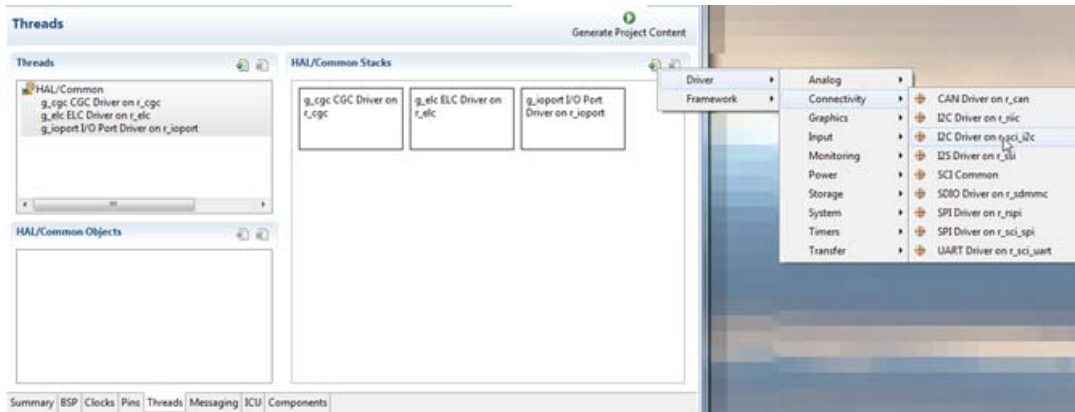 Threads
Generate Project Content
Threads
HAL/Common
g_cgc CGC Driver on r_cgc
g_elc ELC Driver on r_elc
g_ioport I/O Port Driver on r_ioport
HAL/Common Stacks
g_cgc CGC Driver on
r_cgc
g_elc ELC Driver on
r_elc
g_ioport I/O Port
Driver on r_ioport
HAL/Common Objects
Driver
Framework
Analog
Connectivity
Graphics
Input
Monitoring
Power
Storage
System
Timers
Transfer
CAN Driver on r_can
I2C Driver on r_riic
I2C Driver on r_sci_i2c
I2S Driver on r_ssi
SCI Common
SDIO Driver on r_sdmmc
SPI Driver on r_rspi
SPI Driver on r_sci_spi
UART Driver on r_sci_uart
Summary BSP Clocks Pins Threads Messaging ICU Components